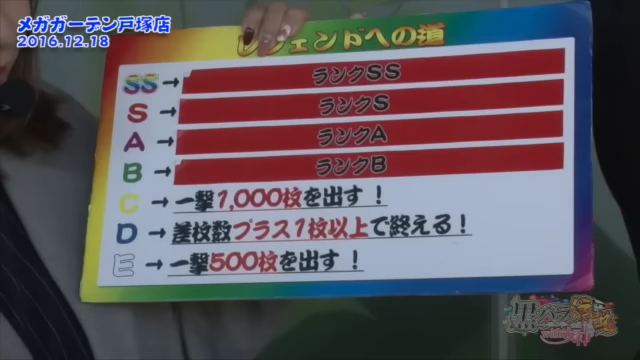 メガガーデン戸塚店
2016.12.18
レジェンドへの道
SS→ランクSS
S→ランクS
A→ランクA
B→ランクB
C→一撃1,000枚を出す！
D→差枚数プラス1枚以上で終える！
E→一撃500枚を出す！
黒バラ